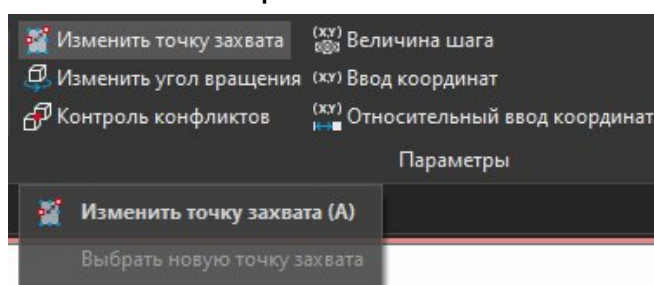 Изменить точку захвата
(X,Y) Величина шага
Изменить угол вращения
(X,Y) Ввод координат
Контроль конфликтов
(X,Y) Относительный ввод координат
Параметры
Изменить точку захвата (A)
Выбрать новую точку захвата